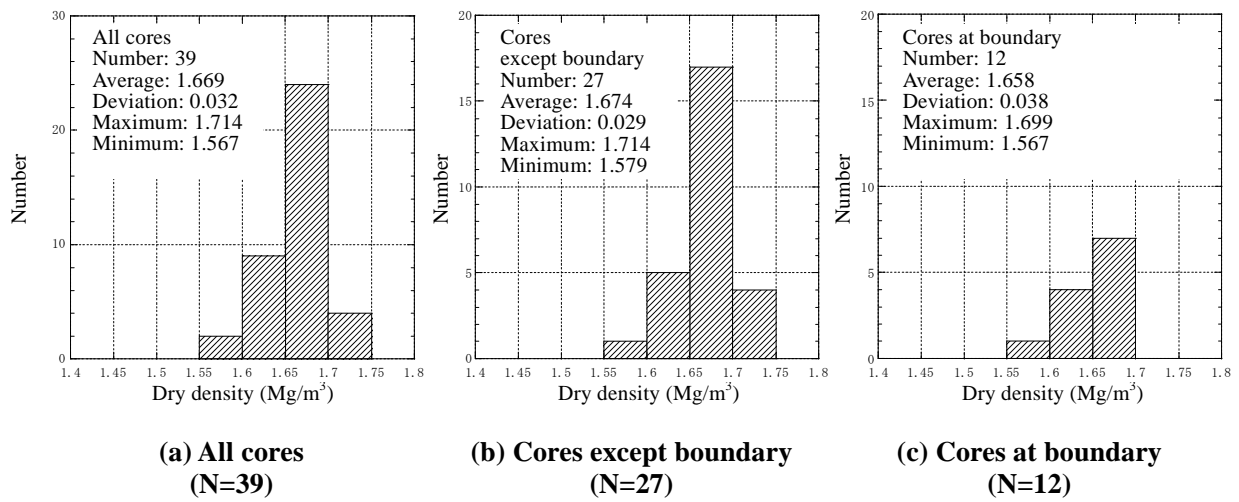 30
20
10
0
Number
All cores
Number: 39
Average: 1.669
Deviation: 0.032
Maximum: 1.714
Minimum: 1.567
1.4 1.45 1.5 1.55 1.6 1.65 1.7 1.75 1.8
Dry density (Mg/m³)
(a) All cores
(N=39)
20
15
10
5
0
Number
Cores
except boundary
Number: 27
Average: 1.674
Deviation: 0.029
Maximum: 1.714
Minimum: 1.579
1.4 1.45 1.5 1.55 1.6 1.65 1.7 1.75 1.8
Dry density (Mg/m³)
(b) Cores except boundary
(N=27)
20
15
10
5
0
Number
Cores at boundary
Number: 12
Average: 1.658
Deviation: 0.038
Maximum: 1.699
Minimum: 1.567
1.4 1.45 1.5 1.55 1.6 1.65 1.7 1.75 1.8
Dry density (Mg/m³)
(c) Cores at boundary
(N=12)